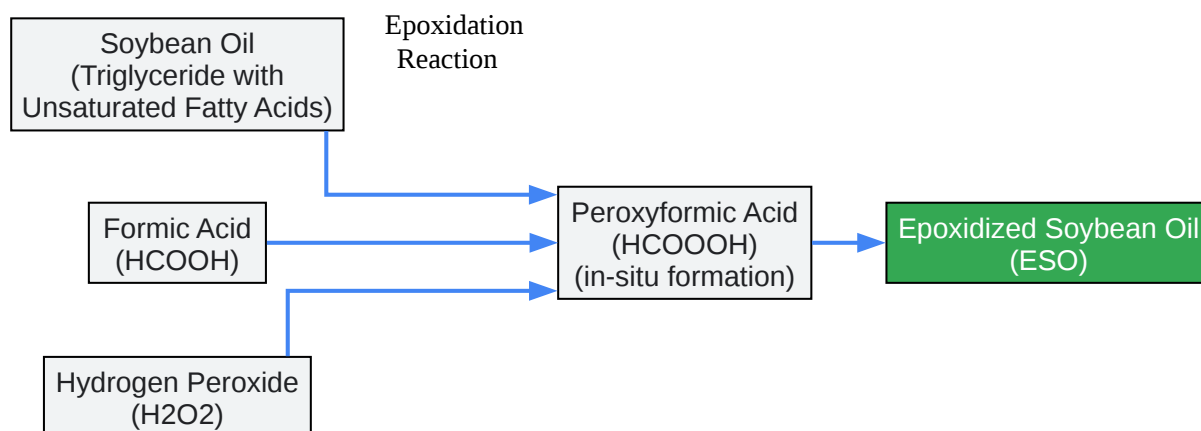 Soybean Oil
(Triglyceride with
Unsaturated Fatty Acids)
Epoxidation
Reaction
Formic Acid
(HCOOH)
Peroxyformic Acid
(HCOOOH)
(in-situ formation)
Epoxidized Soybean Oil
(ESO)
Hydrogen Peroxide
(H2O2)